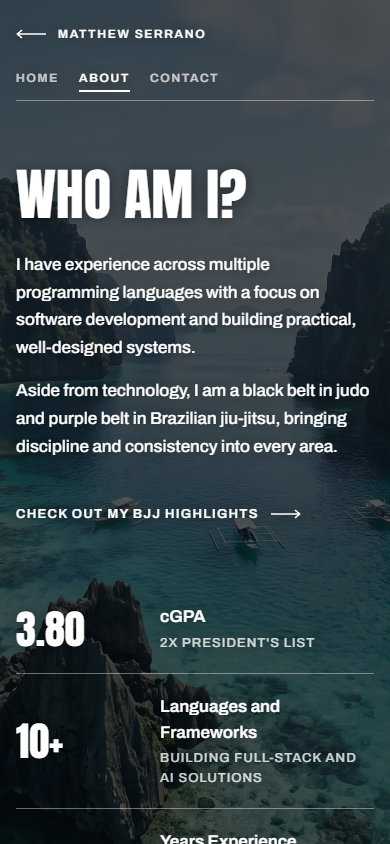 MATTHEW SERRANO
HOME ABOUT CONTACT
WHO AM I?
I have experience across multiple
programming languages with a focus on
software development and building practical,
well-designed systems.
Aside from technology, I am a black belt in judo
and purple belt in Brazilian jiu-jitsu, bringing
discipline and consistency into every area.
CHECK OUT MY BJJ HIGHLIGHTS
3.80
cGPA
2X PRESIDENT'S LIST
10+
Languages and
Frameworks
BUILDING FULL-STACK AND
AI SOLUTIONS
Years Experience